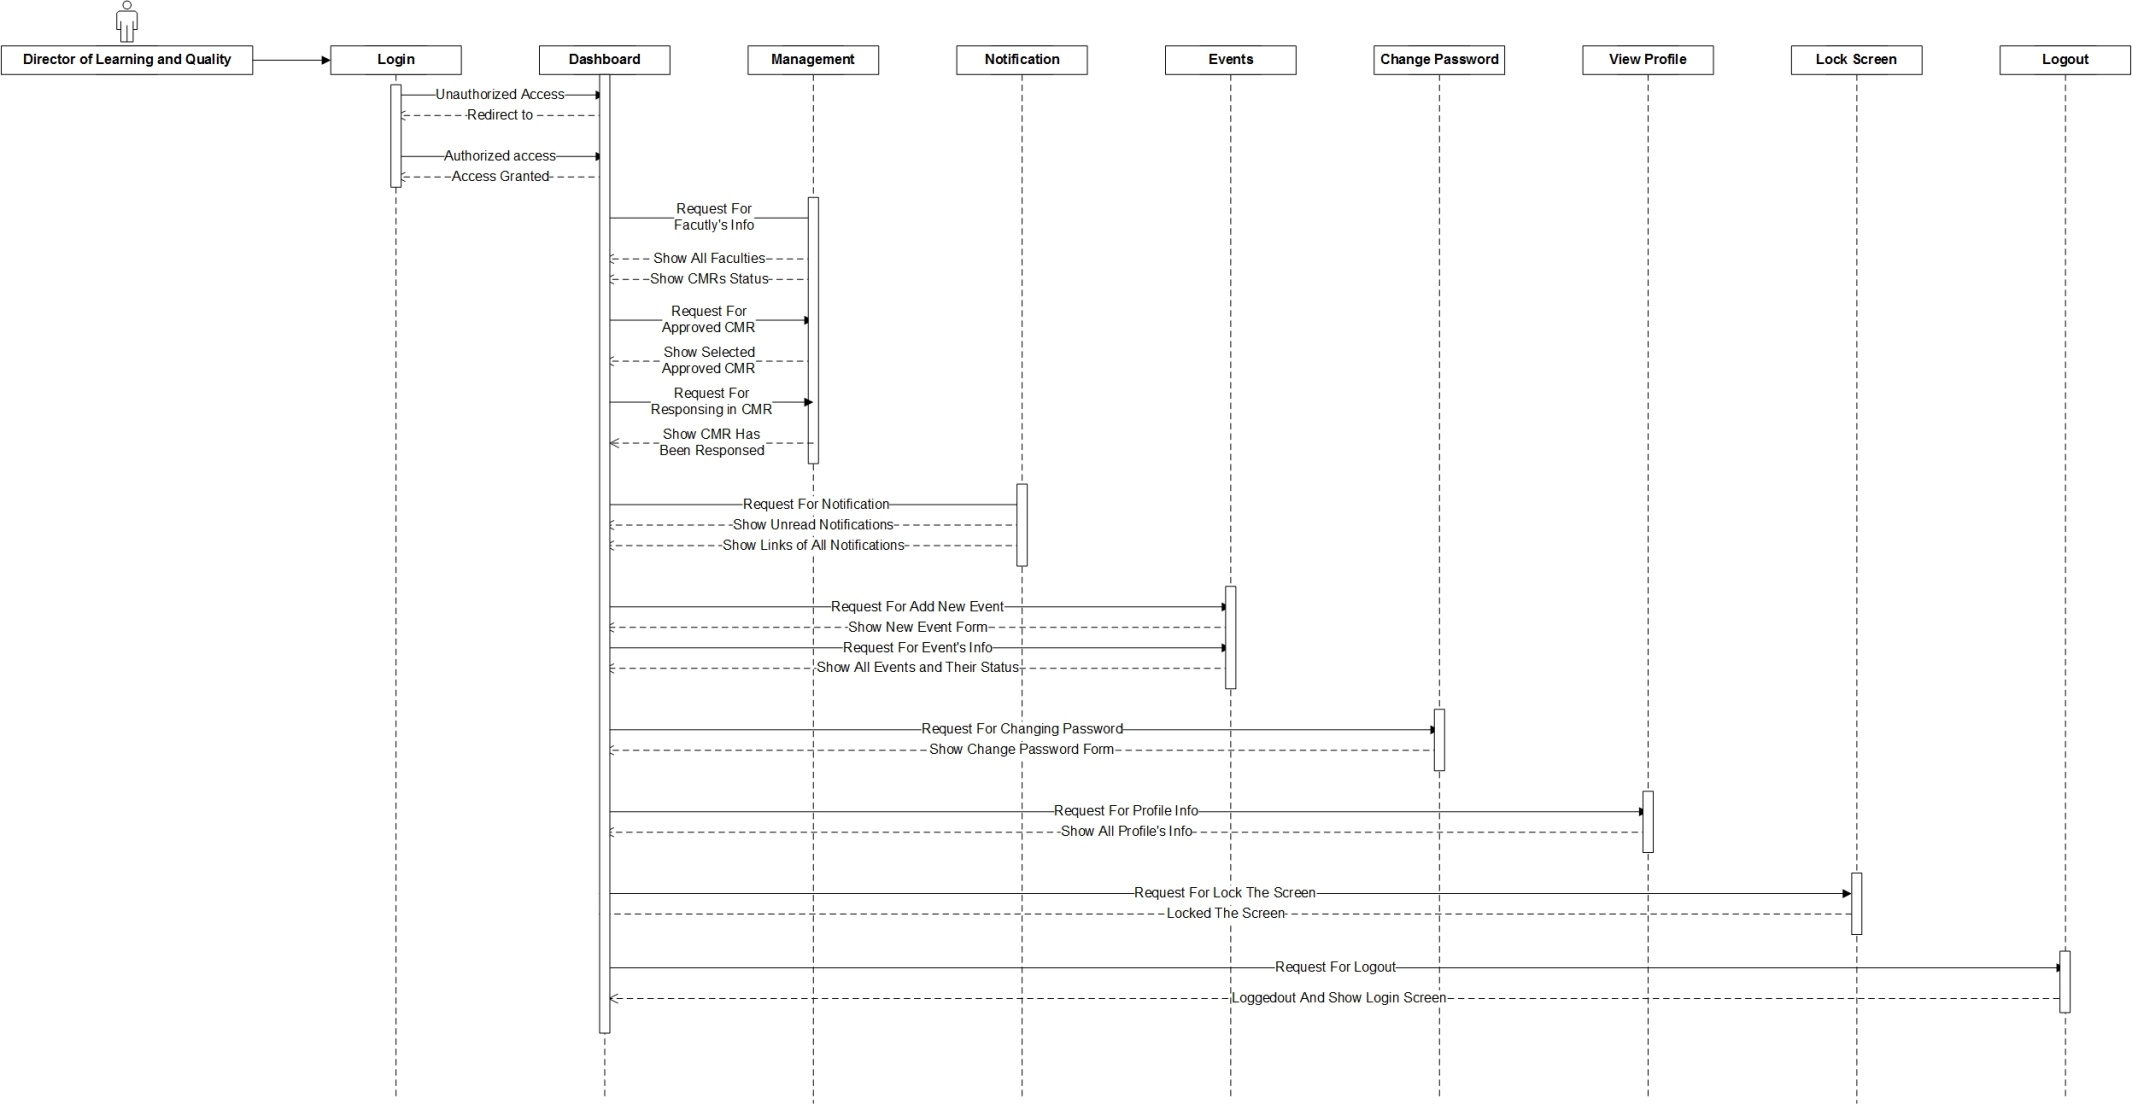 Director of Learning and Quality
Login
Dashboard
Management
Notification
Events
Change Password
View Profile
Lock Screen
Logout
Unauthorized Access
Redirect to
Authorized access
Access Granted
Request For
Facutly's Info
Show All Faculties
Show CMRs Status
Request For
Approved CMR
Show Selected
Approved CMR
Request For
Responsing in CMR
Show CMR Has
Been Responsed
Request For Notification
Show Unread Notifications
Show Links of All Notifications
Request For Add New Event
Show New Event Form
Request For Event's Info
Show All Events and Their Status
Request For Changing Password
Show Change Password Form
Request For Profile Info
Show All Profile's Info
Request For Lock The Screen
Locked The Screen
Request For Logout
Loggedout And Show Login Screen